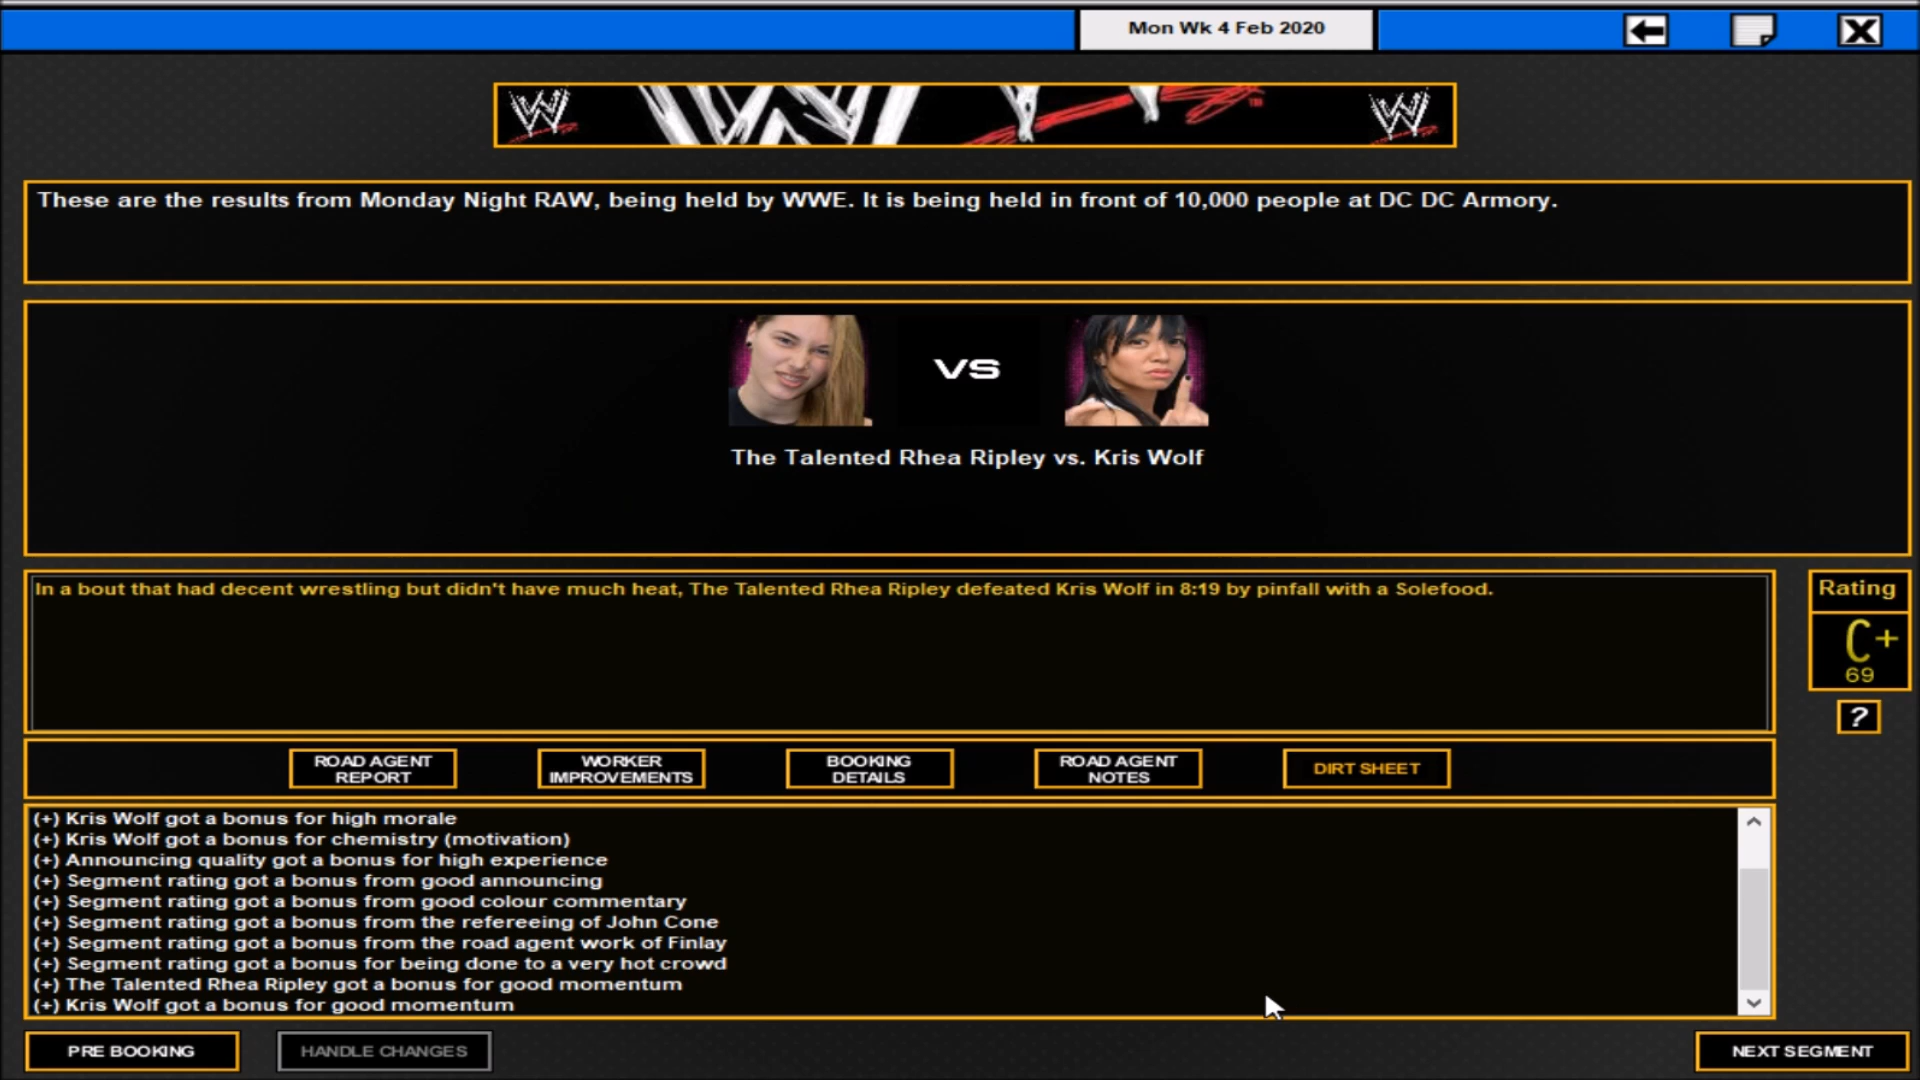 Mon Wk 4 Feb 2020
These are the results from Monday Night RAW, being held by WWE. It is being held in front of 10,000 people at DC DC Armory.
VS
The Talented Rhea Ripley vs. Kris Wolf
In a bout that had decent wrestling but didn't have much heat, The Talented Rhea Ripley defeated Kris Wolf in 8:19 by pinfall with a Solefood.
Rating
C+
69
?
ROAD AGENT REPORT
WORKER IMPROVEMENTS
BOOKING DETAILS
ROAD AGENT NOTES
DIRT SHEET
(+) Kris Wolf got a bonus for high morale
(+) Kris Wolf got a bonus for chemistry (motivation)
(+) Announcing quality got a bonus for high experience
(+) Segment rating got a bonus from good announcing
(+) Segment rating got a bonus from good colour commentary
(+) Segment rating got a bonus from the refereeing of John Cone
(+) Segment rating got a bonus from the road agent work of Finlay
(+) Segment rating got a bonus for being done to a very hot crowd
(+) The Talented Rhea Ripley got a bonus for good momentum
(+) Kris Wolf got a bonus for good momentum
PRE BOOKING
HANDLE CHANGES
NEXT SEGMENT